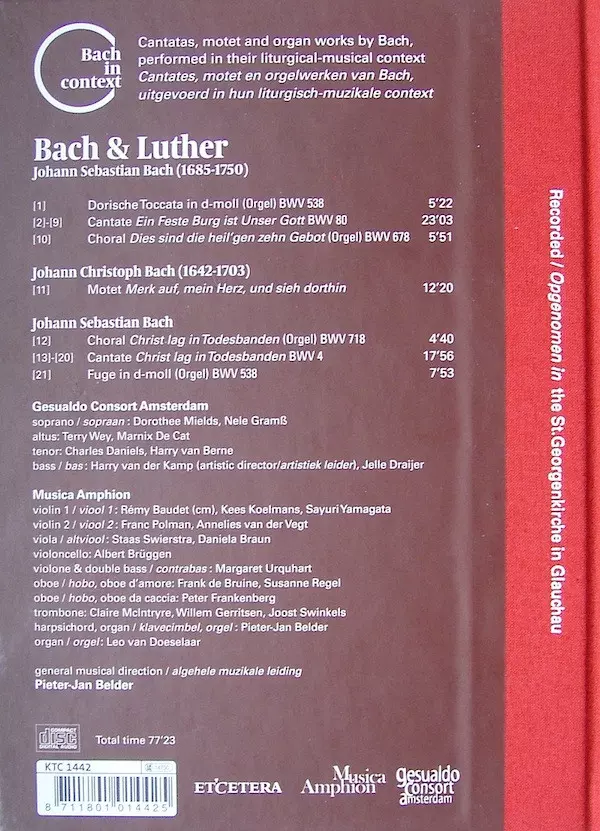 Bach
in
context
Cantatas, motet and organ works by Bach,
performed in their liturgical-musical context
Cantates, motet en orgelwerken van Bach,
uitgevoerd in hun liturgisch-muzikale context
Bach & Luther
Johann Sebastian Bach (1685-1750)
[1] Dorische Toccata in d-moll (Orgel) BWV 538 5'22
[2]-[9] Cantate Ein Feste Burg ist Unser Gott BWV 80 23'03
[10] Choral Dies sind die heil'gen zehn Gebot (Orgel) BWV 678 5'51
Johann Christoph Bach (1642-1703)
[11] Motet Merk auf, mein Herz, und sieh dorthin 12'20
Johann Sebastian Bach
[12] Choral Christ lag in Todesbanden (Orgel) BWV 718 4'40
[13]-[20] Cantate Christ lag in Todesbanden BWV 4 17'56
[21] Fuge in d-moll (Orgel) BWV 538 7'53
Gesualdo Consort Amsterdam
soprano / sopraan : Dorothee Mields, Nele Gramß
altus: Terry Wey, Marnix De Cat
tenor: Charles Daniels, Harry van Berne
bass / bas : Harry van der Kamp (artistic director/artistiek leider), Jelle Draijer
Musica Amphion
violin 1 / viool 1 : Rémy Baudet (cm), Kees Koelmans, Sayuri Yamagata
violin 2 / viool 2 : Franc Polman, Annelies van der Vegt
viola / altviool : Staas Swierstra, Daniela Braun
violoncello: Albert Brüggen
violone & double bass / contrabas : Margaret Urquhart
oboe / hobo, oboe d'amore: Frank de Bruine, Susanne Regel
oboe / hobo, oboe da caccia: Peter Frankenberg
trombone: Claire McIntyre, Willem Gerritsen, Joost Swinkels
harpsichord, organ / klavecimbel, orgel : Pieter-Jan Belder
organ / orgel : Leo van Doeselaar
general musical direction / algehele muzikale leiding
Pieter-Jan Belder
COMPACT
disc
DIGITAL AUDIO
Total time 77'23
KTC 1442
8 711801 014425
ET'CETERA
Musica
Amphion
gesualdo
consort
amsterdam
Recorded / Opgenomen in the St.Georgenkirche in Glauchau